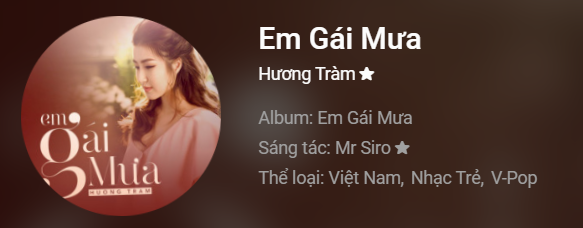 em
gái
Mưa
HƯƠNG TRÀM
Em Gái Mưa
Hương Tràm
Album: Em Gái Mưa
Sáng tác: Mr Siro
Thể loại: Việt Nam, Nhạc Trẻ, V-Pop